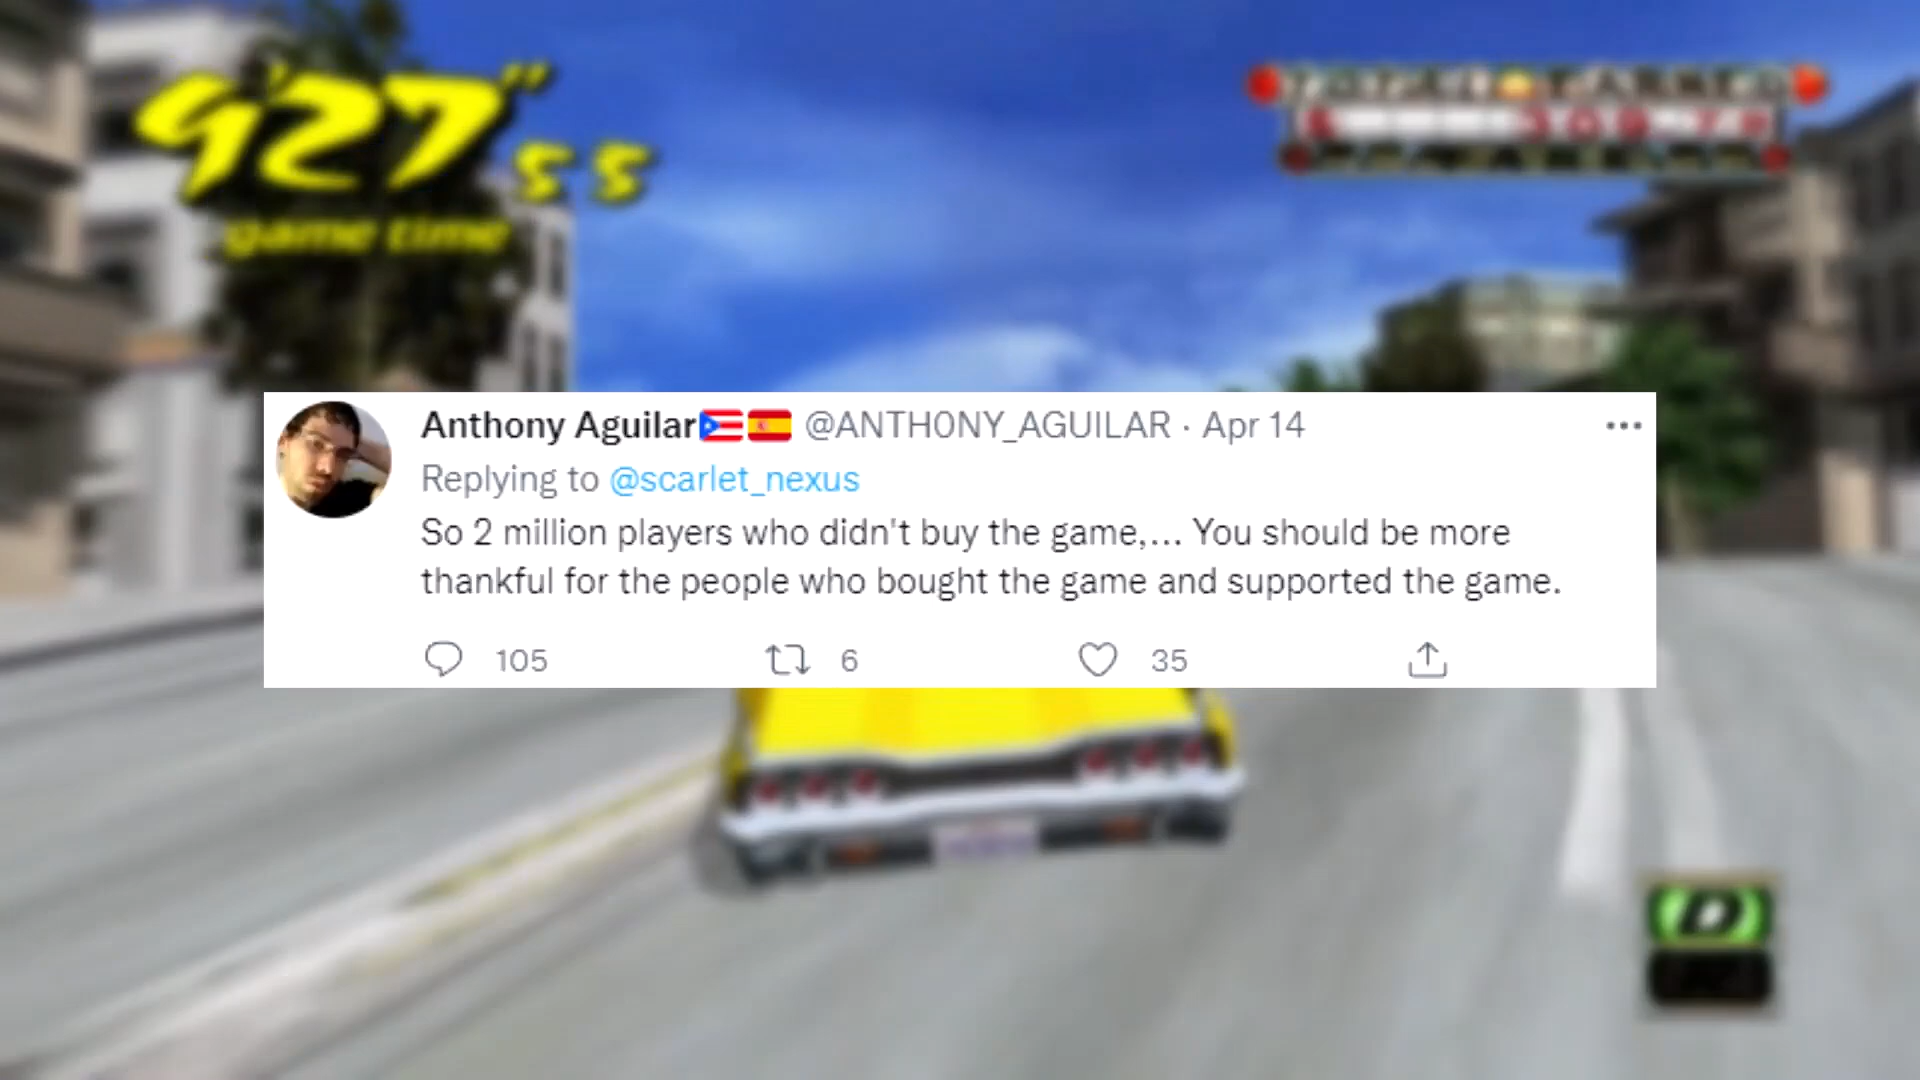 9'27"55
game time
Anthony Aguilar🇵🇷🇪🇸 @ANTH0NY_AGUILAR · Apr 14
Replying to @scarlet_nexus
So 2 million players who didn't buy the game,... You should be more
thankful for the people who bought the game and supported the game.
105 6 35
D